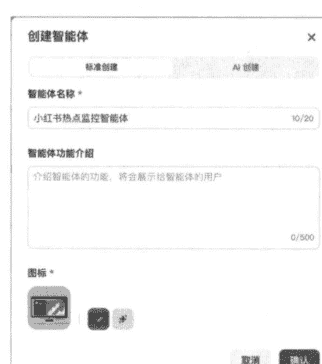 创建智能体
标准创建 AI 创建
智能体名称 *
小红书热点监控智能体 10/20
智能体功能介绍
介绍智能体的功能，将会展示给智能体的用户
0/500
图标 *
取消 确认